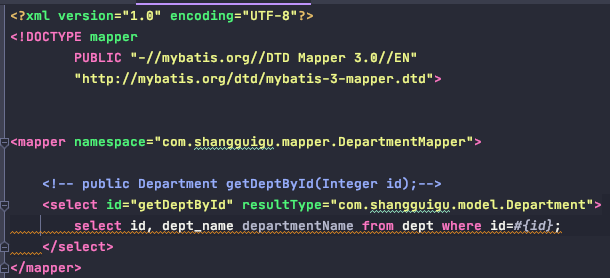 <?xml version="1.0" encoding="UTF-8"?>
<!DOCTYPE mapper
PUBLIC "-//mybatis.org//DTD Mapper 3.0//EN"
"http://mybatis.org/dtd/mybatis-3-mapper.dtd">
<mapper namespace="com.shangguigu.mapper.DepartmentMapper">
<!-- public Department getDeptById(Integer id);-->
<select id="getDeptById" resultType="com.shangguigu.model.Department">
select id, dept_name departmentName from dept where id=#{id};
</select>
</mapper>